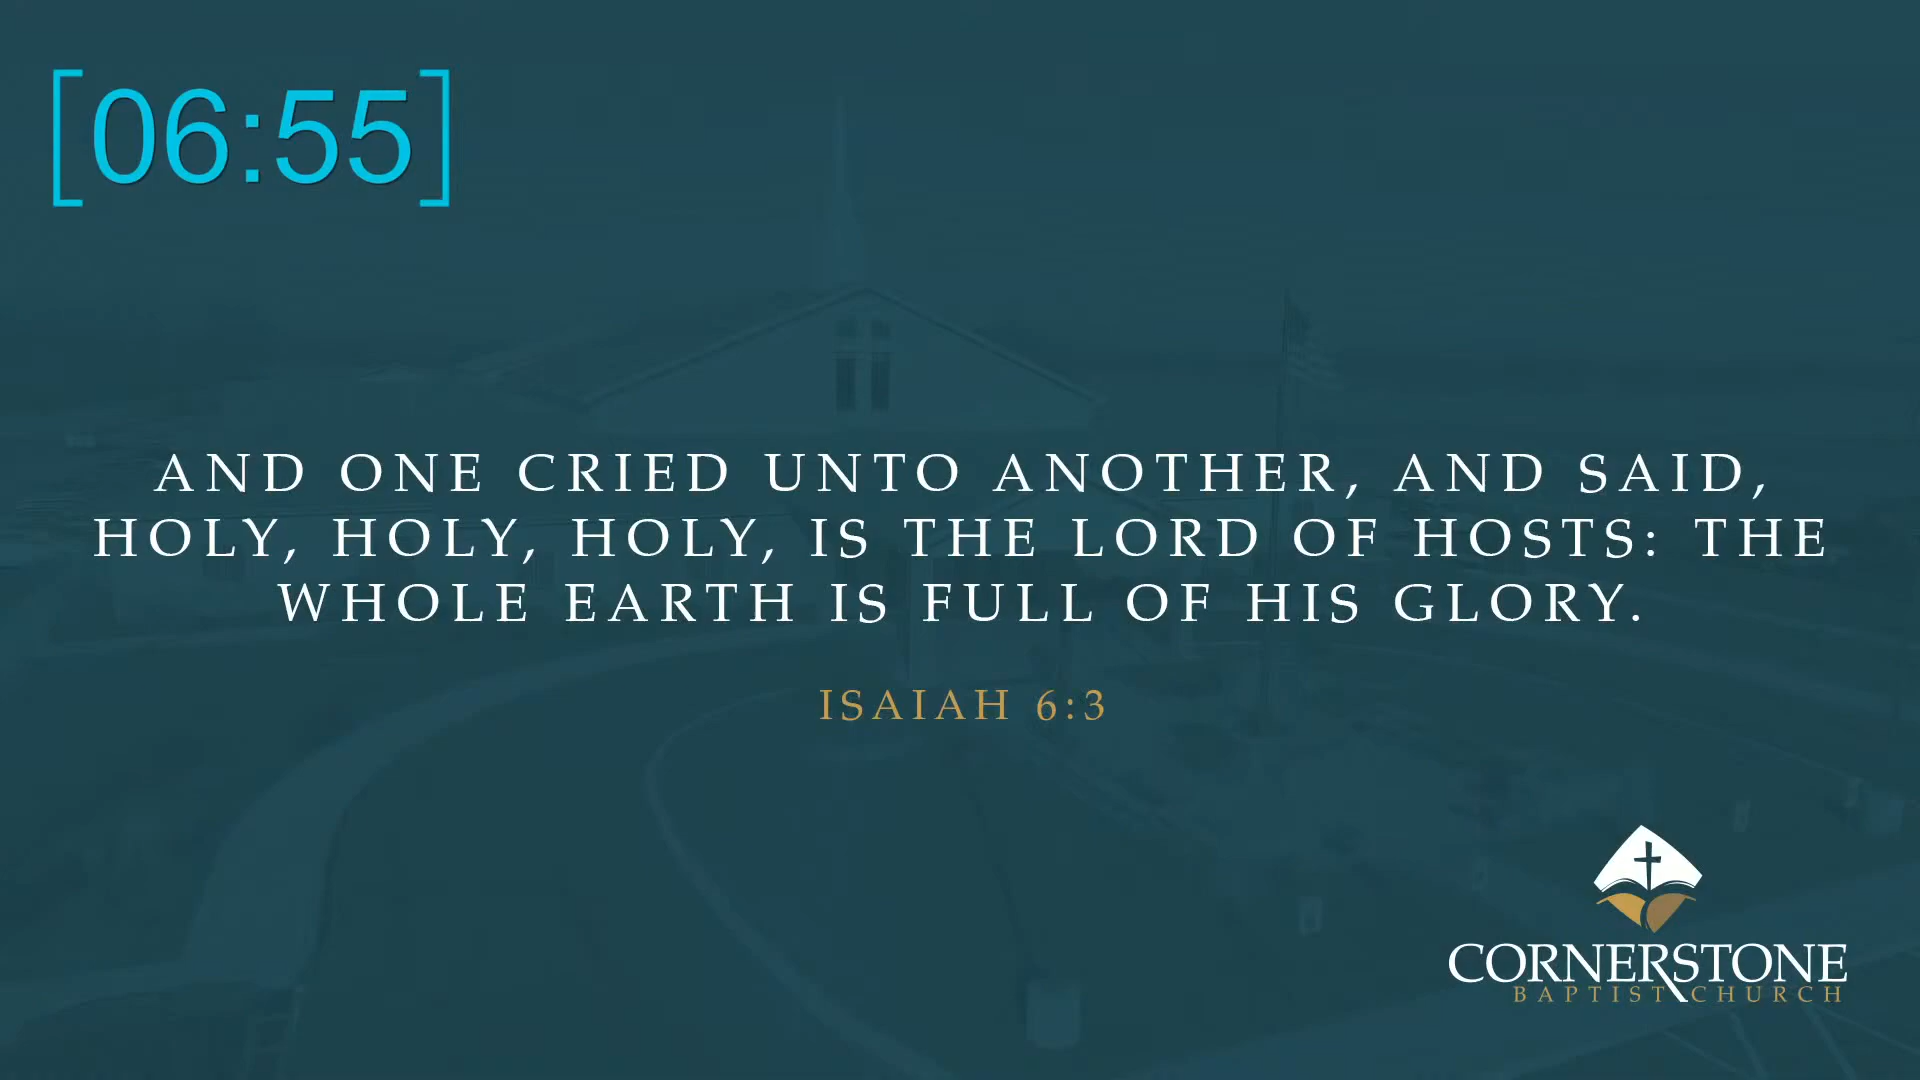 [06:55]
AND ONE CRIED UNTO ANOTHER, AND SAID,
HOLY, HOLY, HOLY, IS THE LORD OF HOSTS: THE
WHOLE EARTH IS FULL OF HIS GLORY.
ISAIAH 6:3
CORNERSTONE
BAPTIST CHURCH